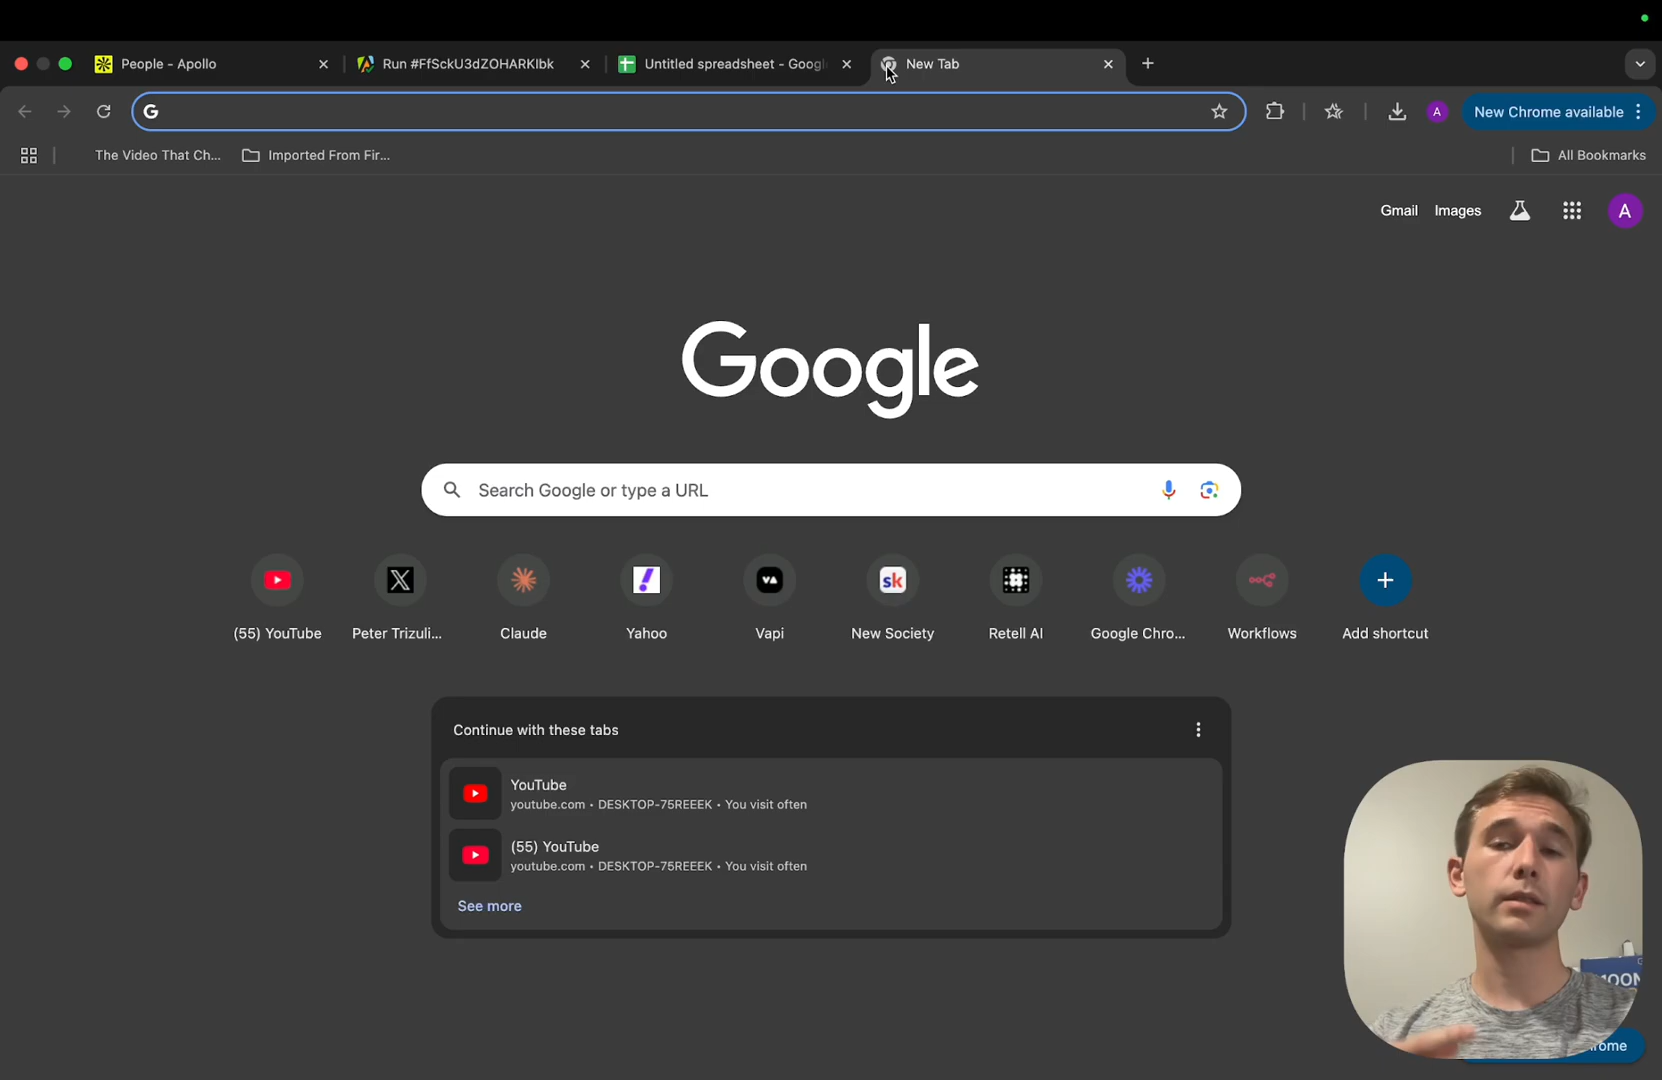 People - Apollo
Run #FfSckU3dZOHARKlbk
Untitled spreadsheet - Googl
New Tab
New Chrome available
The Video That Ch...
Imported From Fir...
All Bookmarks
Gmail
Images
A
Google
Search Google or type a URL
(55) YouTube
Peter Trizuli...
Claude
Yahoo
Vapi
New Society
Retell AI
Google Chro...
Workflows
Add shortcut
Continue with these tabs
YouTube
youtube.com • DESKTOP-75REEEK • You visit often
(55) YouTube
youtube.com • DESKTOP-75REEEK • You visit often
See more